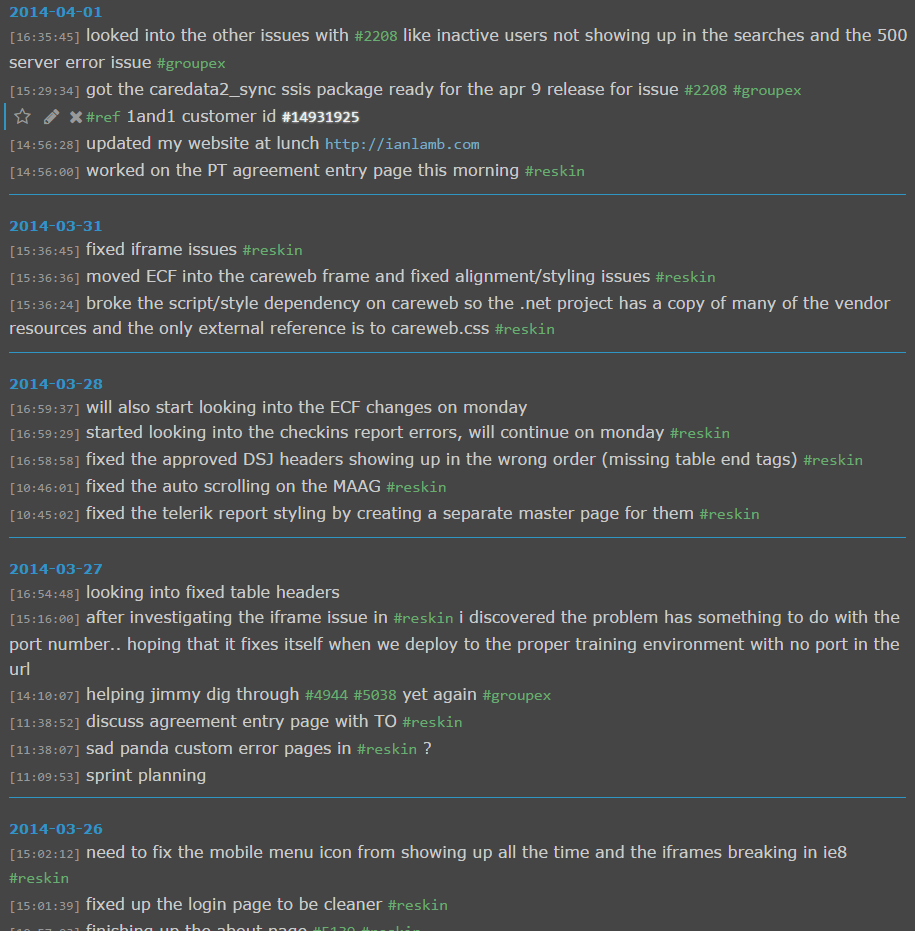 2014-04-01
[16:35:45] looked into the other issues with #2208 like inactive users not showing up in the searches and the 500
server error issue #groupex
[15:29:34] got the caredata2_sync ssis package ready for the apr 9 release for issue #2208 #groupex
#ref 1and1 customer id #14931925
[14:56:28] updated my website at lunch http://ianlamb.com
[14:56:00] worked on the PT agreement entry page this morning #reskin
2014-03-31
[15:36:45] fixed iframe issues #reskin
[15:36:36] moved ECF into the careweb frame and fixed alignment/styling issues #reskin
[15:36:24] broke the script/style dependency on careweb so the .net project has a copy of many of the vendor
resources and the only external reference is to careweb.css #reskin
2014-03-28
[16:59:37] will also start looking into the ECF changes on monday
[16:59:29] started looking into the checkins report errors, will continue on monday #reskin
[16:58:58] fixed the approved DSJ headers showing up in the wrong order (missing table end tags) #reskin
[10:46:01] fixed the auto scrolling on the MAAG #reskin
[10:45:02] fixed the telerik report styling by creating a separate master page for them #reskin
2014-03-27
[16:54:48] looking into fixed table headers
[15:16:00] after investigating the iframe issue in #reskin i discovered the problem has something to do with the
port number.. hoping that it fixes itself when we deploy to the proper training environment with no port in the
url
[14:10:07] helping jimmy dig through #4944 #5038 yet again #groupex
[11:38:52] discuss agreement entry page with TO #reskin
[11:38:07] sad panda custom error pages in #reskin ?
[11:09:53] sprint planning
2014-03-26
[15:02:12] need to fix the mobile menu icon from showing up all the time and the iframes breaking in ie8
#reskin
[15:01:39] fixed up the login page to be cleaner #reskin
finishing up the about page #5139 #reskin